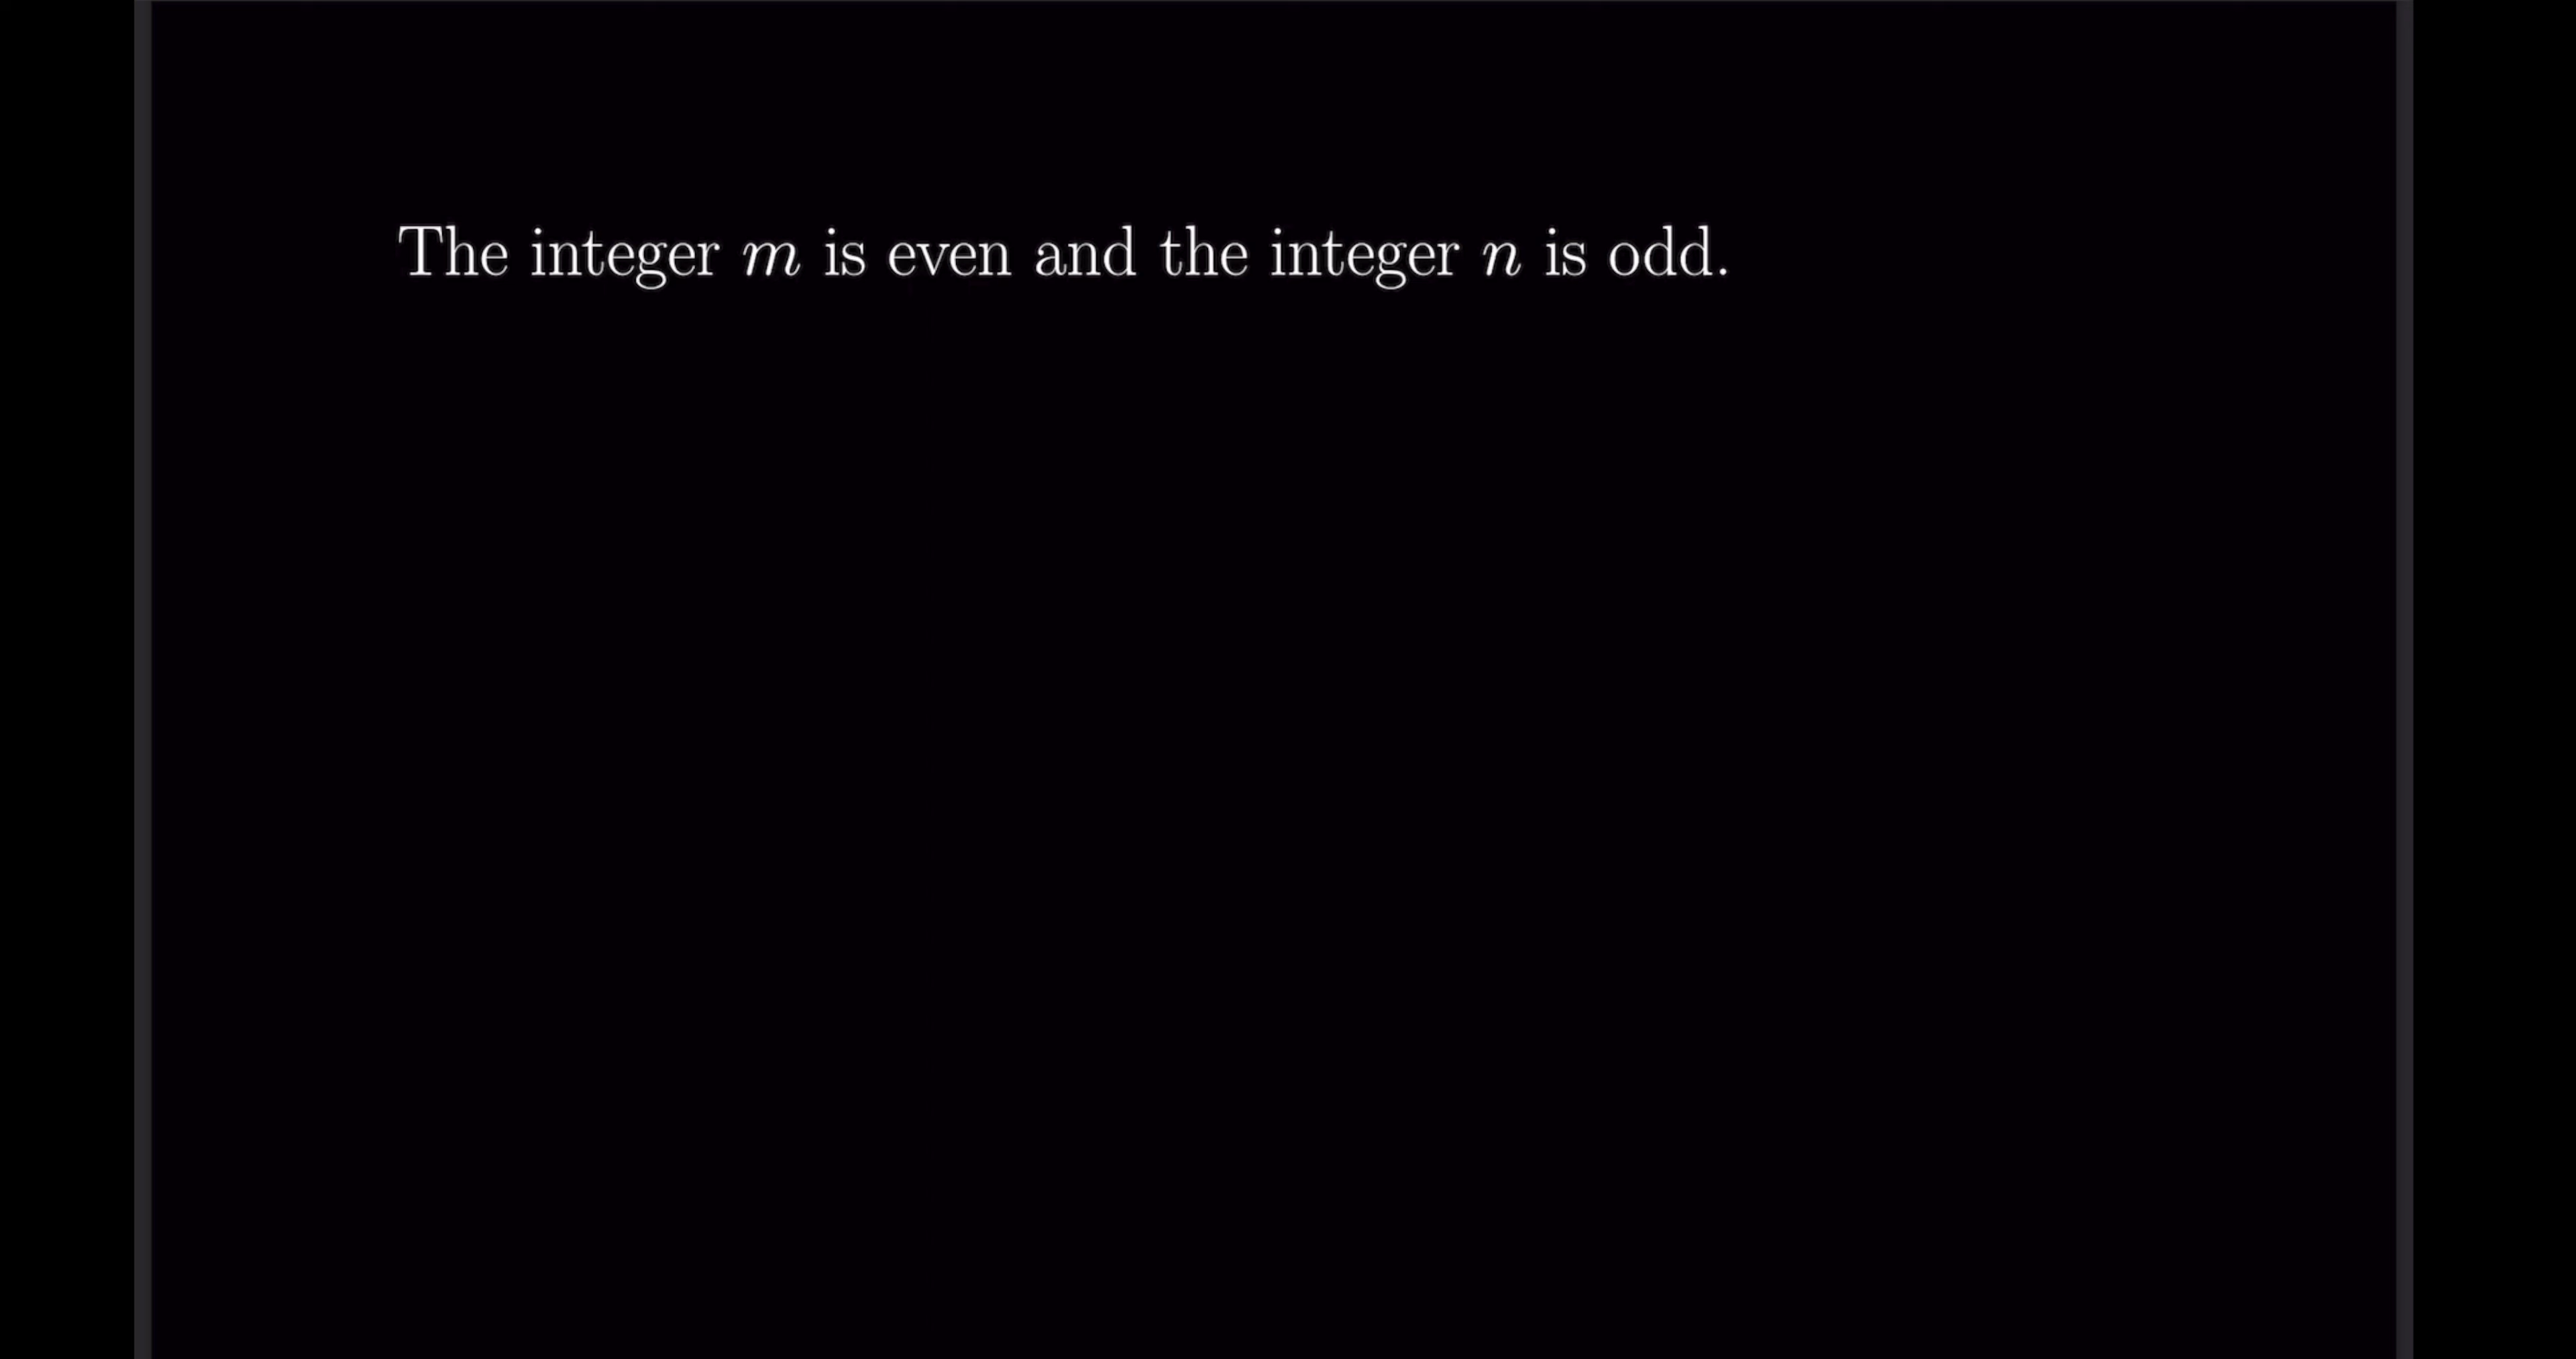 The integer m is even and the integer n is odd.